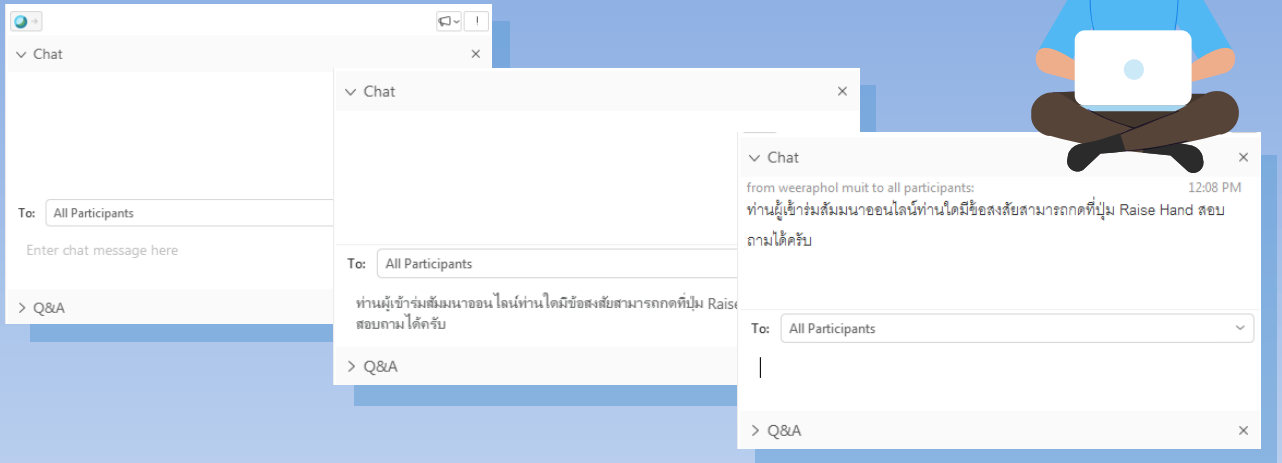 Chat
To: All Participants
Enter chat message here
Q&A
Chat
To: All Participants
ท่านผู้เข้าร่มสัมมนาออนไลน์ท่านใดมีข้อสงสัยสามารถกดที่ปุ่ม Raise
สอบถามได้ครับ
Q&A
Chat
from weeraphol muit to all participants:
12:08 PM
ท่านผู้เข้าร่มสัมมนาออนไลน์ท่านใดมีข้อสงสัยสามารถกดที่ปุ่ม Raise Hand สอบ
ถามได้ครับ
To: All Participants
Q&A